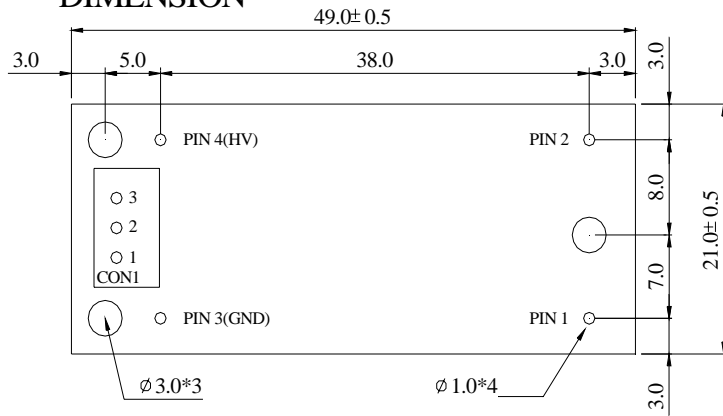 DIMENSION
49.0± 0.5
3.0 5.0 38.0 3.0
3.0
PIN 4(HV) PIN 2
3
2
1
CON1
8.0
7.0
21.0± 0.5
PIN 3(GND) PIN 1
3.0
⌀3.0*3 ⌀1.0*4